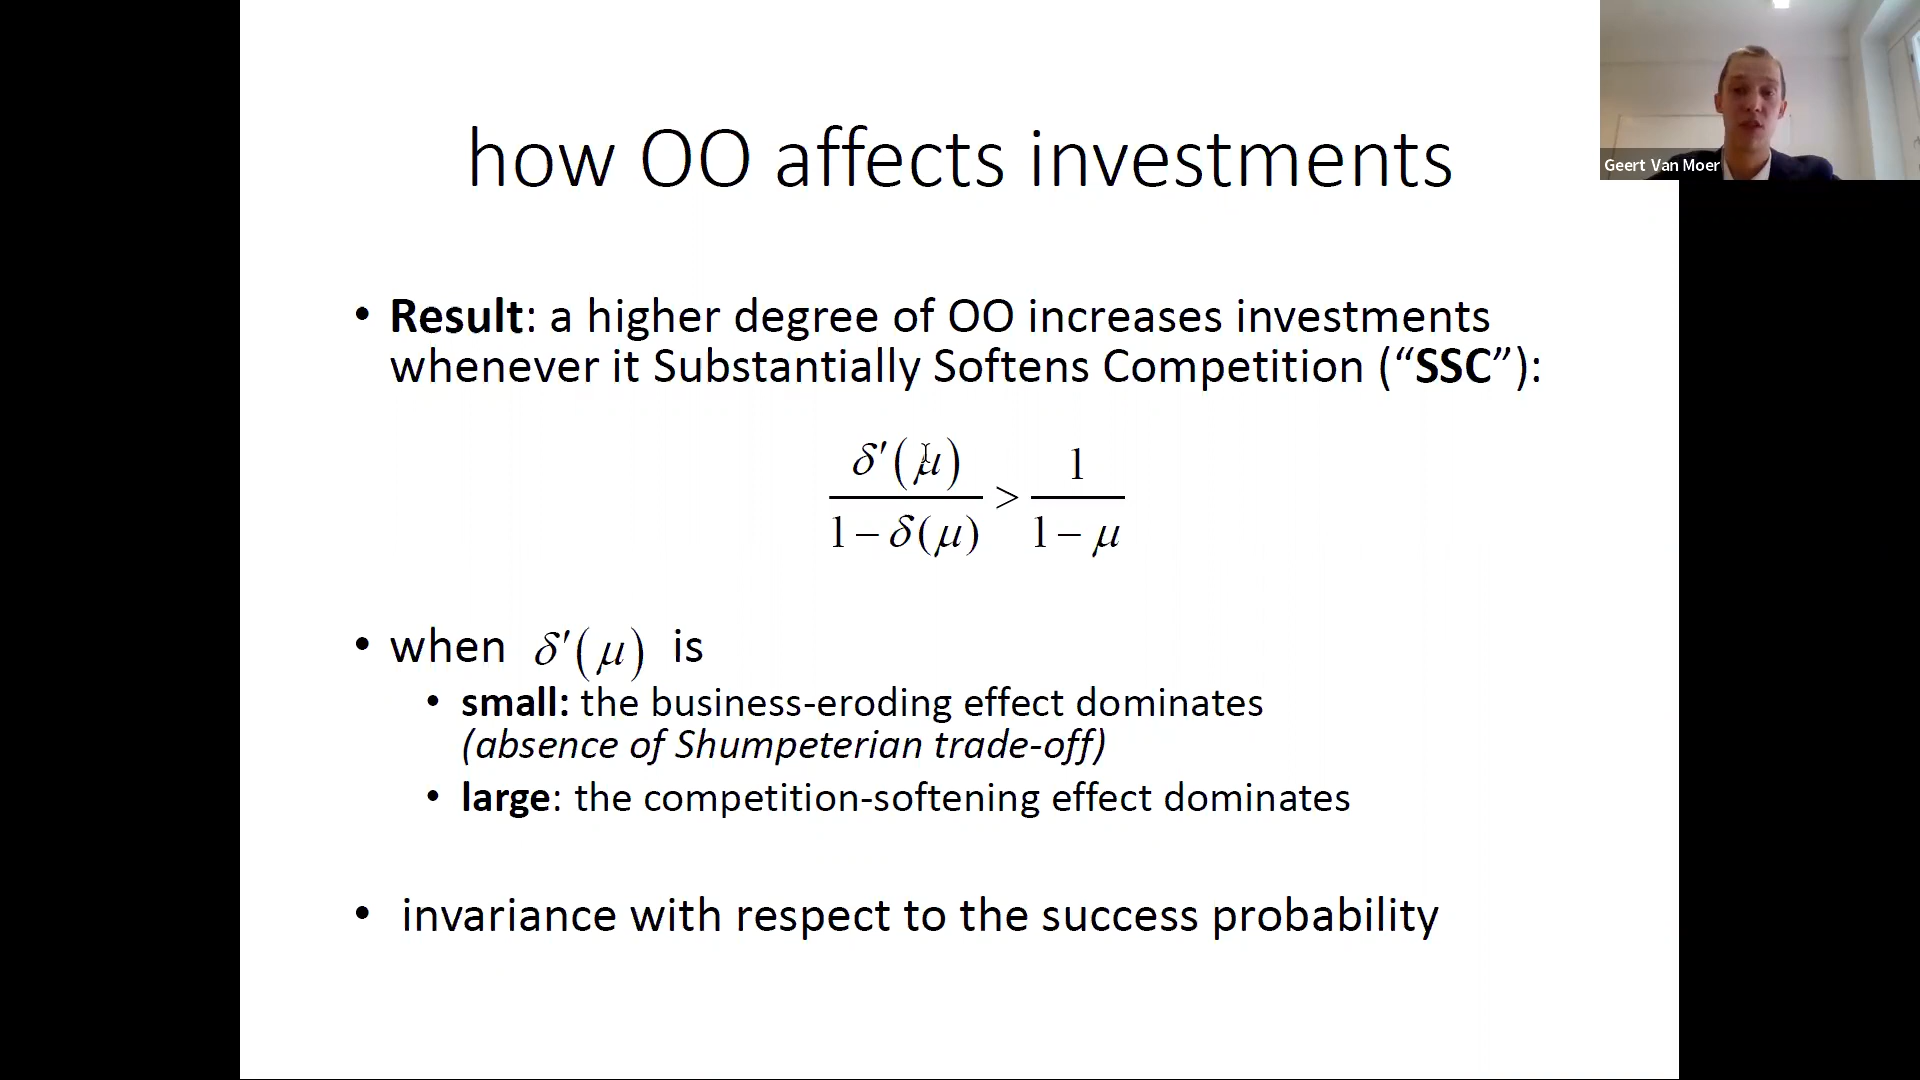 how OO affects investments
Geert Van Moer
• Result: a higher degree of OO increases investments
whenever it Substantially Softens Competition (“SSC”):
δ′(μ) / (1 − δ(μ)) > 1 / (1 − μ)
• when δ′(μ) is
• small: the business-eroding effect dominates
(absence of Shumpeterian trade-off)
• large: the competition-softening effect dominates
• invariance with respect to the success probability